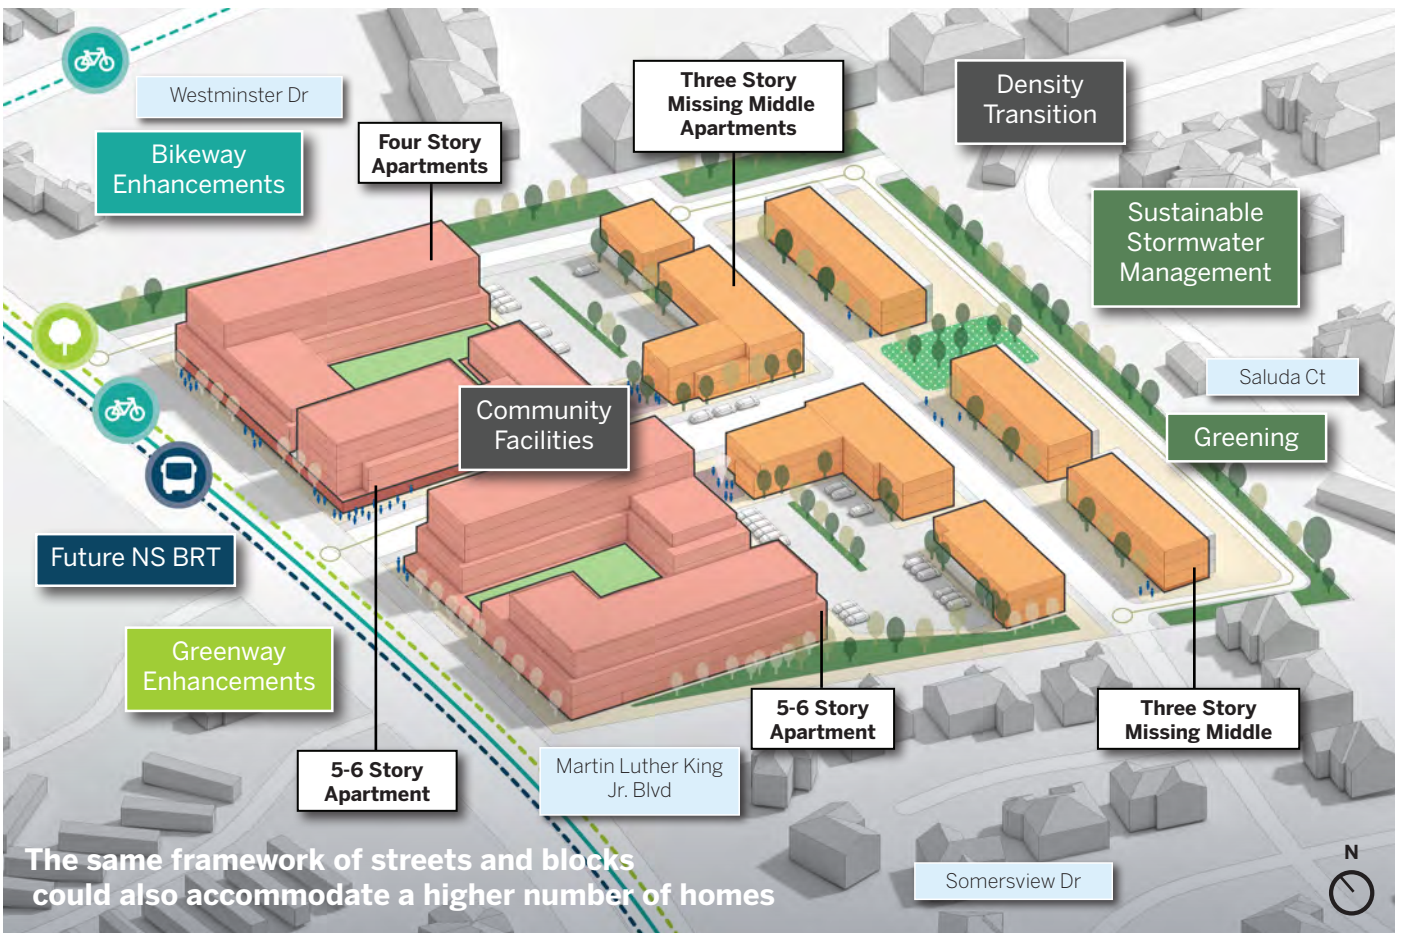 Westminster Dr
Bikeway
Enhancements
Four Story
Apartments
Three Story
Missing Middle
Apartments
Density
Transition
Sustainable
Stormwater
Management
Saluda Ct
Greening
Community
Facilities
Future NS BRT
Greenway
Enhancements
5-6 Story
Apartment
5-6 Story
Apartment
Three Story
Missing Middle
Martin Luther King
Jr. Blvd
Somersview Dr
The same framework of streets and blocks
could also accommodate a higher number of homes
N